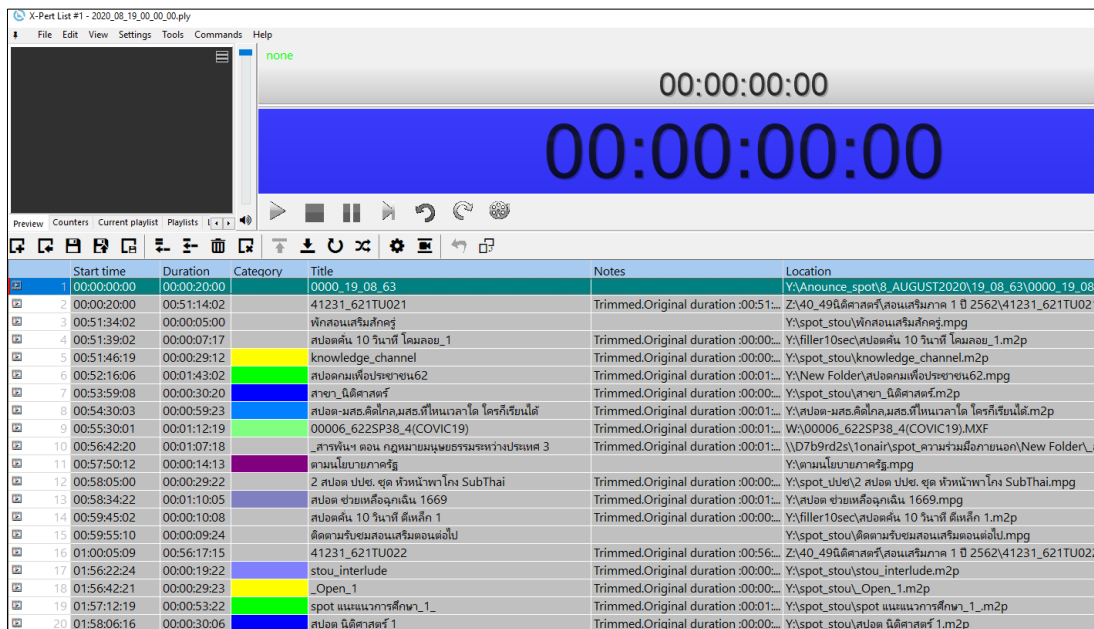 X-Pert List #1 - 2020_08_19_00_00_00.ply
File Edit View Settings Tools Commands Help
none
00:00:00:00
00:00:00:00
Preview Counters Current playlist Playlists
Start time Duration Category Title Notes Location
1 00:00:00:00 00:00:20:00 0000_19_08_63 Y:\Anounce_spot\8_AUGUST2020\19_08_63\0000_19_08
2 00:00:20:00 00:51:14:02 41231_621TU021 Trimmed.Original duration :00:51:... Z:\40_49นิติศาสตร์\สอนเสริมภาค 1 ปี 2562\41231_621TU02
3 00:51:34:02 00:00:05:00 พักสอนเสริมสักครู่ Y:\spot_stou\พักสอนเสริมสักครู่.mpg
4 00:51:39:02 00:00:07:17 สปอตคั่น 10 วินาที โคมลอย_1 Trimmed.Original duration :00:00:... Y:\filler10sec\สปอตคั่น 10 วินาที โคมลอย_1.m2p
5 00:51:46:19 00:00:29:12 knowledge_channel Trimmed.Original duration :00:00:... Y:\spot_stou\knowledge_channel.m2p
6 00:52:16:06 00:01:43:02 สปอตคมเพื่อประชาชน62 Trimmed.Original duration :00:01:... Y:\New Folder\สปอดคมเพื่อประชาชน62.mpg
7 00:53:59:08 00:00:30:20 สาขา_นิติศาสตร์ Trimmed.Original duration :00:00:... Y:\spot_stou\สาขา_นิติศาสตร์.m2p
8 00:54:30:03 00:00:59:23 สปอต-มสธ.คิดไกล,มสธ.ที่ไหนเวลาใด ใครก็เรียนได้ Trimmed.Original duration :00:01:... Y:\สปอต-มสธ.คิดไกล,มสธ.ที่ไหนเวลาใด ใครก็เรียนได้.m2p
9 00:55:30:01 00:01:12:19 00006_622SP38_4(COVIC19) Trimmed.Original duration :00:01:... W:\00006_622SP38_4(COVIC19).MXF
10 00:56:42:20 00:01:07:18 _สารพันฯ ตอน กฎหมายมนุษยธรรมระหว่างประเทศ 3 Trimmed.Original duration :00:01:... \\D7b9rd2s\1onair\spot_ความร่วมมือภายนอก\New Folder\_
11 00:57:50:12 00:00:14:13 ตามนโยบายภาครัฐ Y:\ตามนโยบายภาครัฐ.mpg
12 00:58:05:00 00:00:29:22 2 สปอต ปปช. ชุด หัวหน้าพาโกง SubThai Trimmed.Original duration :00:00:... Y:\spot_ปปช\2 สปอต ปปช. ชุด หัวหน้าพาโกง SubThai.mpg
13 00:58:34:22 00:01:10:05 สปอต ช่วยเหลือฉุกเฉิน 1669 Trimmed.Original duration :00:01:... Y:\สปอต ช่วยเหลือฉุกเฉิน 1669.mpg
14 00:59:45:02 00:00:10:08 สปอตคั่น 10 วินาที ตีเหล็ก 1 Trimmed.Original duration :00:00:... Y:\filler10sec\สปอตคั่น 10 วินาที ตีเหล็ก 1.m2p
15 00:59:55:10 00:00:09:24 ติดตามรับชมสอนเสริมตอนต่อไป Y:\spot_stou\ติดตามรับชมสอนเสริมตอนต่อไป.mpg
16 01:00:05:09 00:56:17:15 41231_621TU022 Trimmed.Original duration :00:56:... Z:\40_49นิติศาสตร์\สอนเสริมภาค 1 ปี 2562\41231_621TU02
17 01:56:22:24 00:00:19:22 stou_interlude Trimmed.Original duration :00:00:... Y:\spot_stou\stou_interlude.m2p
18 01:56:42:21 00:00:29:23 _Open_1 Trimmed.Original duration :00:00:... Y:\spot_stou\_Open_1.m2p
19 01:57:12:19 00:00:53:22 spot แนะแนวการศึกษา_1_ Trimmed.Original duration :00:01:... Y:\spot_stou\spot แนะแนวการศึกษา_1_.m2p
20 01:58:06:16 00:00:30:06 สปอต นิติศาสตร์ 1 Trimmed.Original duration :00:00:... Y:\spot_stou\สปอต นิติศาสตร์ 1.m2p